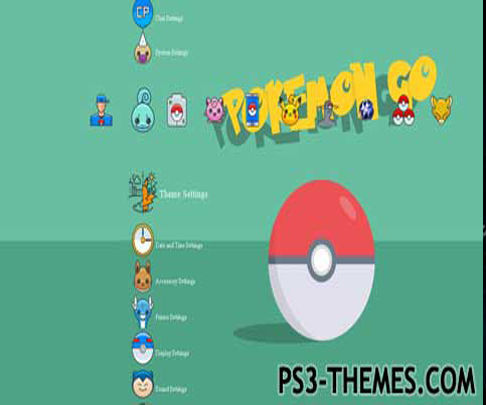 CP
Chat Settings
System Settings
POKEMON GO
Theme Settings
Date and Time Settings
Accessory Settings
Printer Settings
Display Settings
Sound Settings
PS3-THEMES.COM